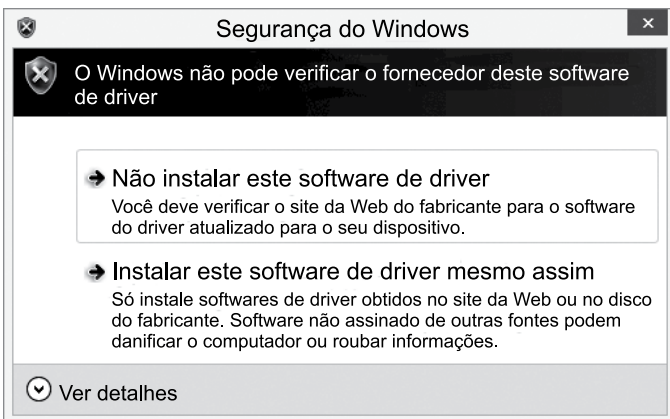 Segurança do Windows
O Windows não pode verificar o fornecedor deste software
de driver
Não instalar este software de driver
Você deve verificar o site da Web do fabricante para o software
do driver atualizado para o seu dispositivo.
Instalar este software de driver mesmo assim
Só instale softwares de driver obtidos no site da Web ou no disco
do fabricante. Software não assinado de outras fontes podem
danificar o computador ou roubar informações.
Ver detalhes